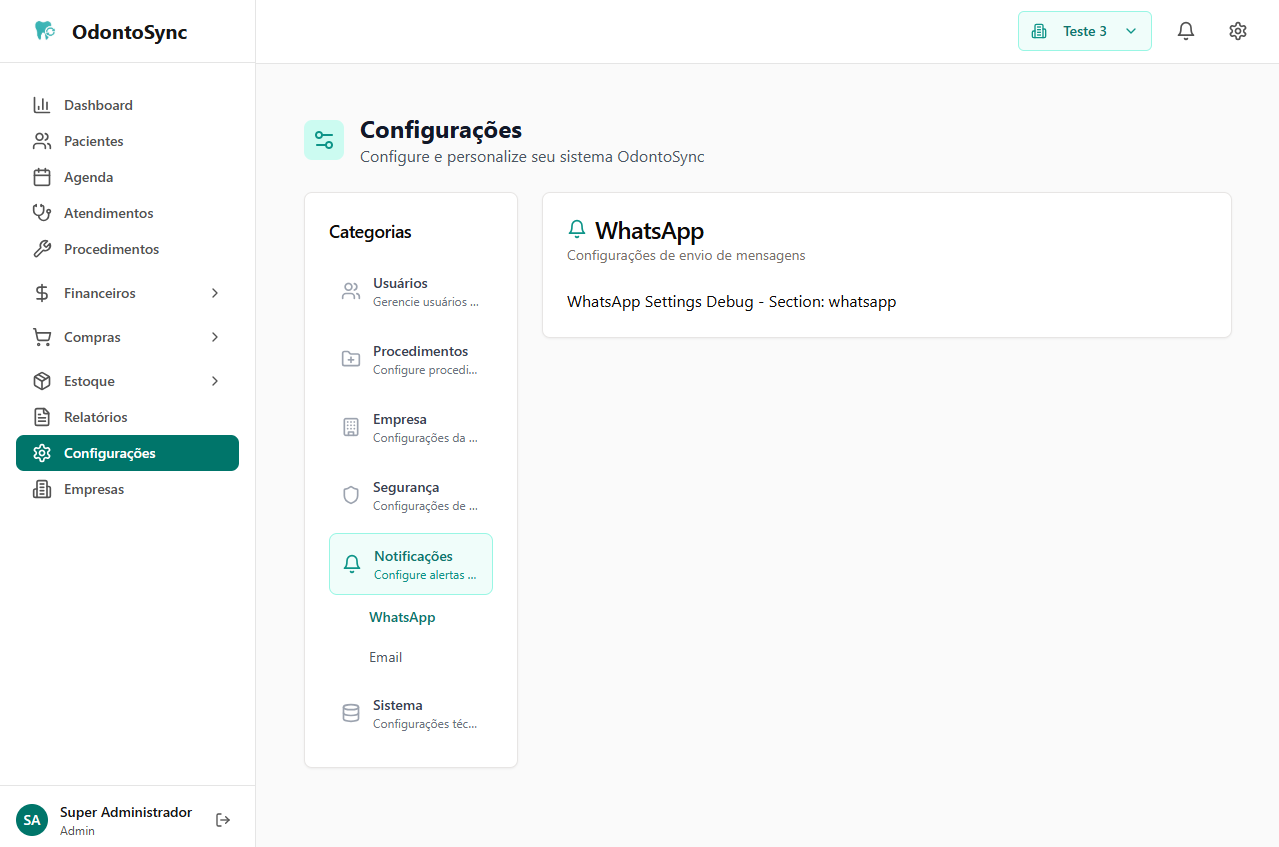 OdontoSync
Teste 3
Dashboard
Pacientes
Agenda
Atendimentos
Procedimentos
Financeiros
Compras
Estoque
Relatórios
Configurações
Empresas
Super Administrador
SA
Admin
Configurações
Configure e personalize seu sistema OdontoSync
Categorias
Usuários
Gerencie usuários ...
Procedimentos
Configure procedi...
Empresa
Configurações da ...
Segurança
Configurações de ...
Notificações
Configure alertas ...
WhatsApp
Email
Sistema
Configurações téc...
WhatsApp
Configurações de envio de mensagens
WhatsApp Settings Debug - Section: whatsapp